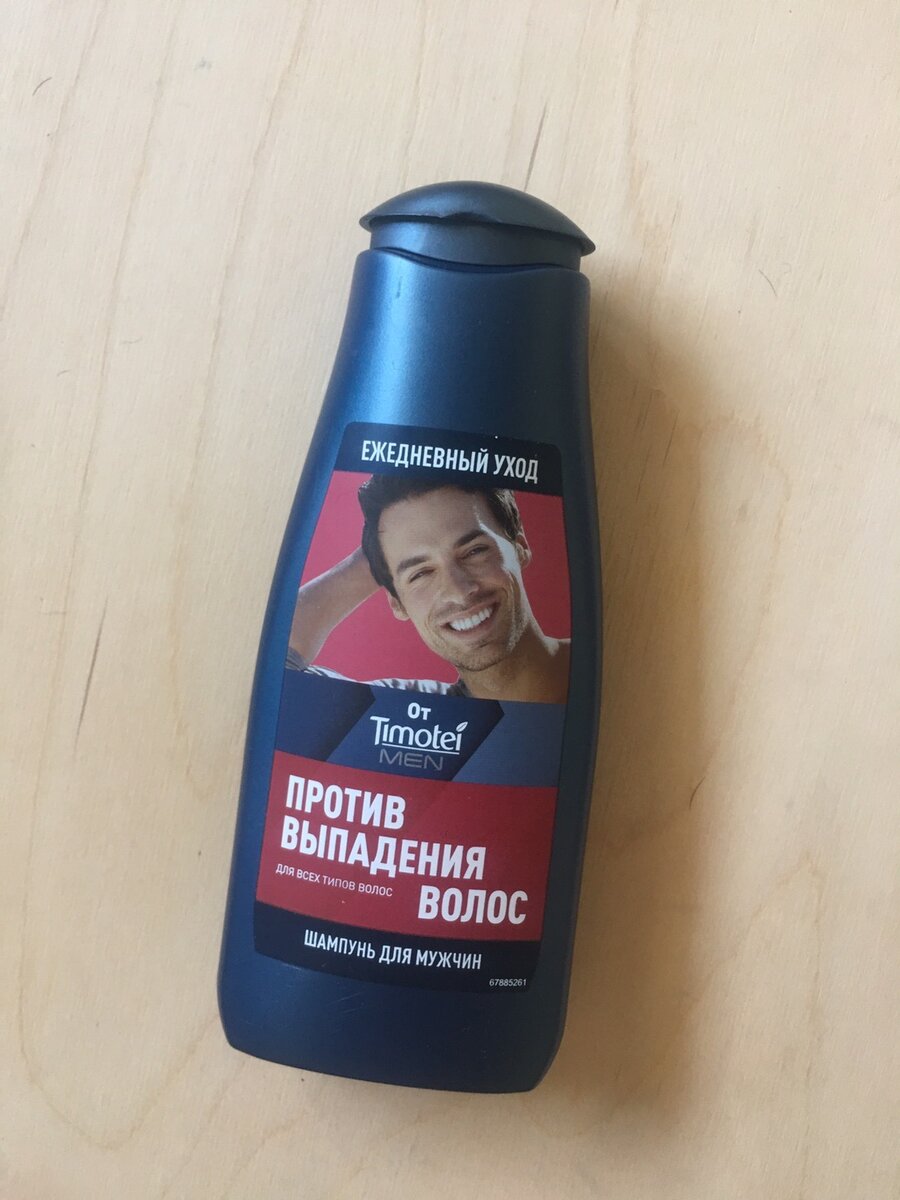 ЕЖЕДНЕВНЫЙ УХОД
От
Timotei
MEN
ПРОТИВ
ВЫПАДЕНИЯ
ДЛЯ ВСЕХ ТИПОВ ВОЛОС
ВОЛОС
ШАМПУНЬ ДЛЯ МУЖЧИН
67885261